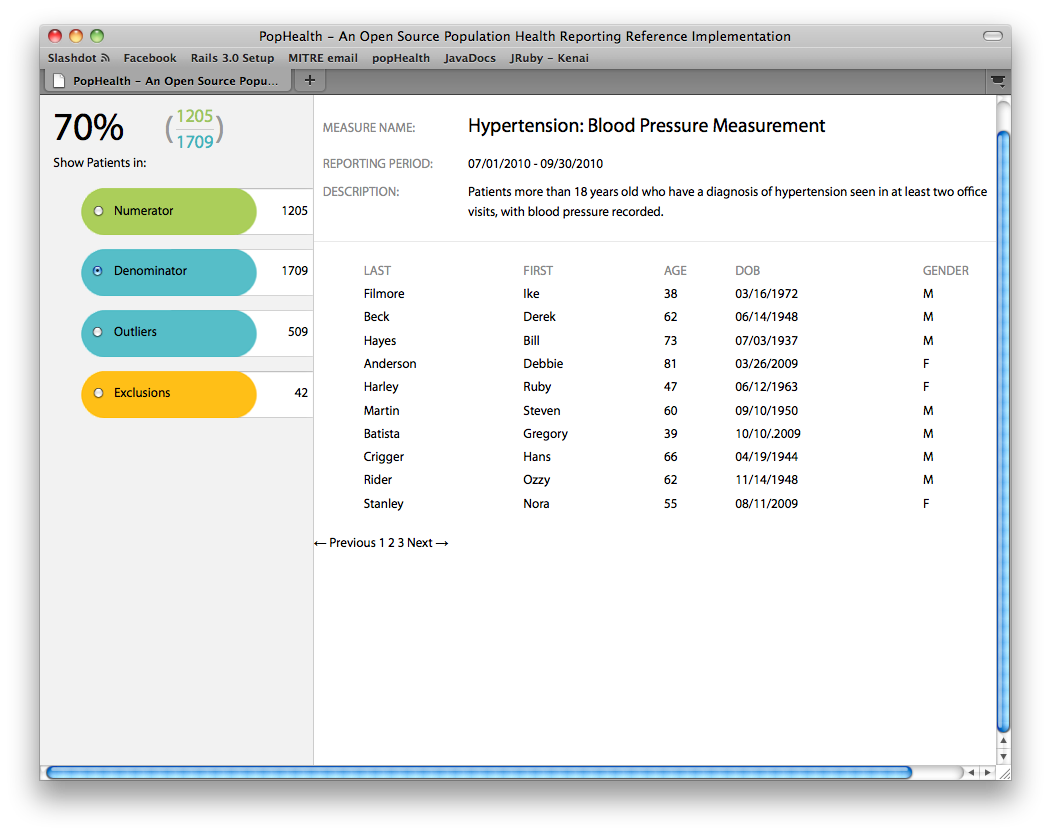 PopHealth – An Open Source Population Health Reporting Reference Implementation
Slashdot Facebook Rails 3.0 Setup MITRE email popHealth JavaDocs JRuby – Kenai
PopHealth – An Open Source Popu... +
70% (1205
1709)
Show Patients in:
Numerator 1205
Denominator 1709
Outliers 509
Exclusions 42
MEASURE NAME: Hypertension: Blood Pressure Measurement
REPORTING PERIOD: 07/01/2010 - 09/30/2010
DESCRIPTION: Patients more than 18 years old who have a diagnosis of hypertension seen in at least two office
visits, with blood pressure recorded.
LAST FIRST AGE DOB GENDER
Filmore Ike 38 03/16/1972 M
Beck Derek 62 06/14/1948 M
Hayes Bill 73 07/03/1937 M
Anderson Debbie 81 03/26/2009 F
Harley Ruby 47 06/12/1963 F
Martin Steven 60 09/10/1950 M
Batista Gregory 39 10/10/.2009 M
Crigger Hans 66 04/19/1944 M
Rider Ozzy 62 11/14/1948 M
Stanley Nora 55 08/11/2009 F
← Previous 1 2 3 Next →